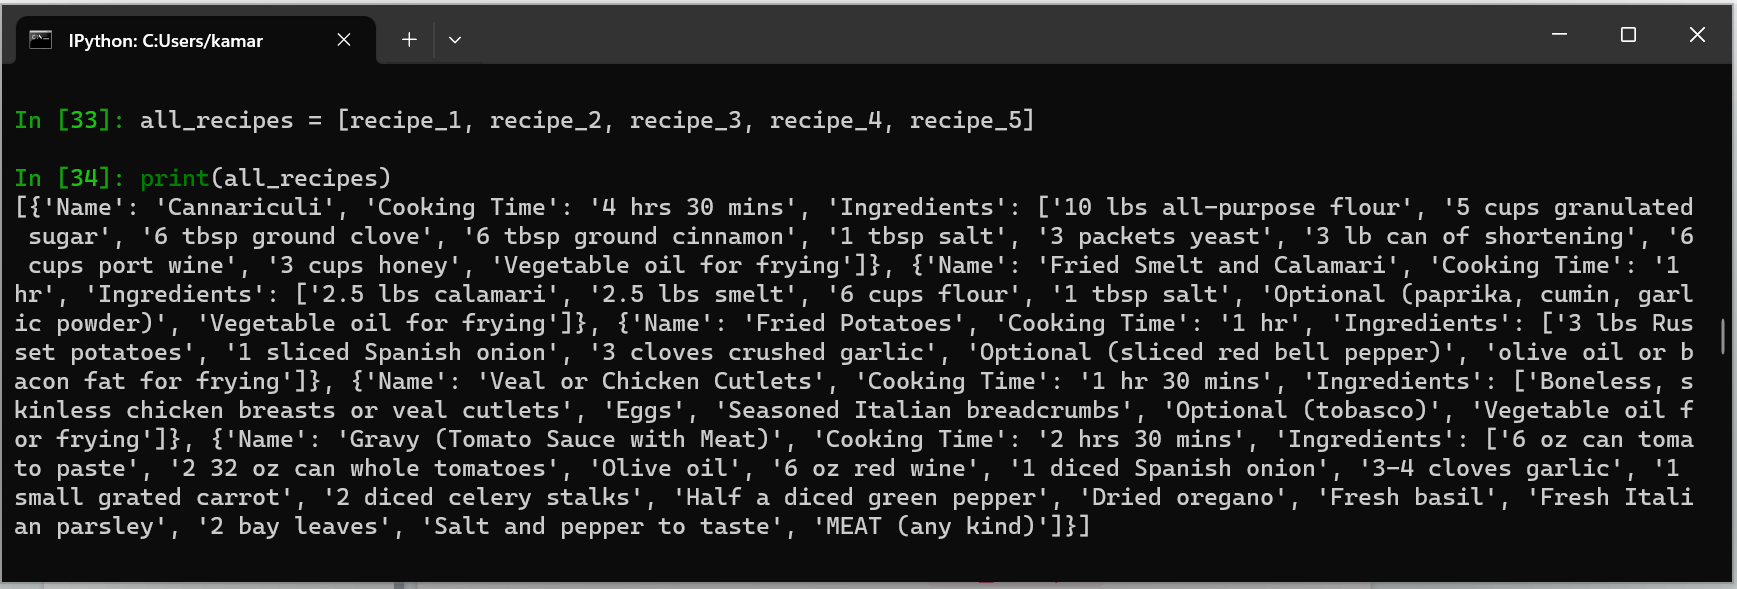 IPython: C:Users/kamar
In [33]: all_recipes = [recipe_1, recipe_2, recipe_3, recipe_4, recipe_5]
In [34]: print(all_recipes)
[{'Name': 'Cannariculi', 'Cooking Time': '4 hrs 30 mins', 'Ingredients': ['10 lbs all-purpose flour', '5 cups granulated
 sugar', '6 tbsp ground clove', '6 tbsp ground cinnamon', '1 tbsp salt', '3 packets yeast', '3 lb can of shortening', '6
 cups port wine', '3 cups honey', 'Vegetable oil for frying']}, {'Name': 'Fried Smelt and Calamari', 'Cooking Time': '1
hr', 'Ingredients': ['2.5 lbs calamari', '2.5 lbs smelt', '6 cups flour', '1 tbsp salt', 'Optional (paprika, cumin, garl
ic powder)', 'Vegetable oil for frying']}, {'Name': 'Fried Potatoes', 'Cooking Time': '1 hr', 'Ingredients': ['3 lbs Rus
set potatoes', '1 sliced Spanish onion', '3 cloves crushed garlic', 'Optional (sliced red bell pepper)', 'olive oil or b
acon fat for frying']}, {'Name': 'Veal or Chicken Cutlets', 'Cooking Time': '1 hr 30 mins', 'Ingredients': ['Boneless, s
kinless chicken breasts or veal cutlets', 'Eggs', 'Seasoned Italian breadcrumbs', 'Optional (tobasco)', 'Vegetable oil f
or frying']}, {'Name': 'Gravy (Tomato Sauce with Meat)', 'Cooking Time': '2 hrs 30 mins', 'Ingredients': ['6 oz can toma
to paste', '2 32 oz can whole tomatoes', 'Olive oil', '6 oz red wine', '1 diced Spanish onion', '3-4 cloves garlic', '1
small grated carrot', '2 diced celery stalks', 'Half a diced green pepper', 'Dried oregano', 'Fresh basil', 'Fresh Itali
an parsley', '2 bay leaves', 'Salt and pepper to taste', 'MEAT (any kind)']}]